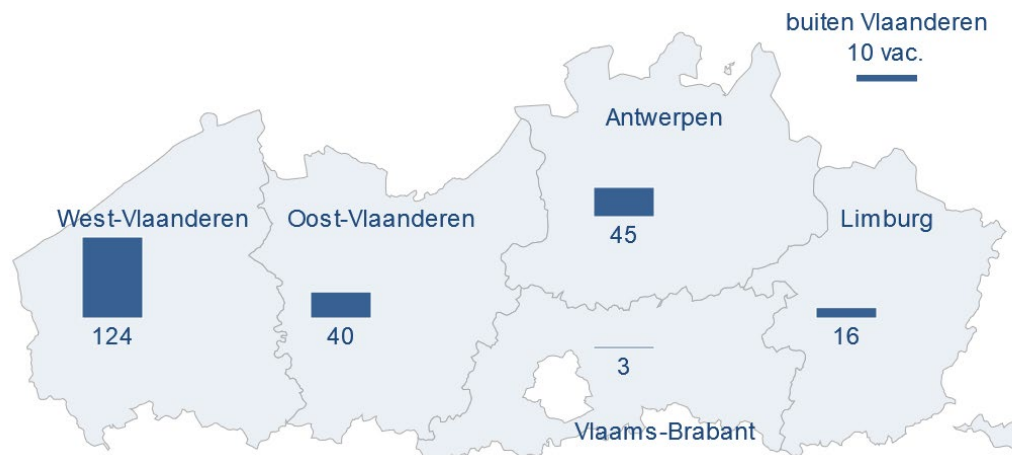 buiten Vlaanderen
10 vac.
Antwerpen
45
West-Vlaanderen
124
Oost-Vlaanderen
40
Limburg
16
3
Vlaams-Brabant